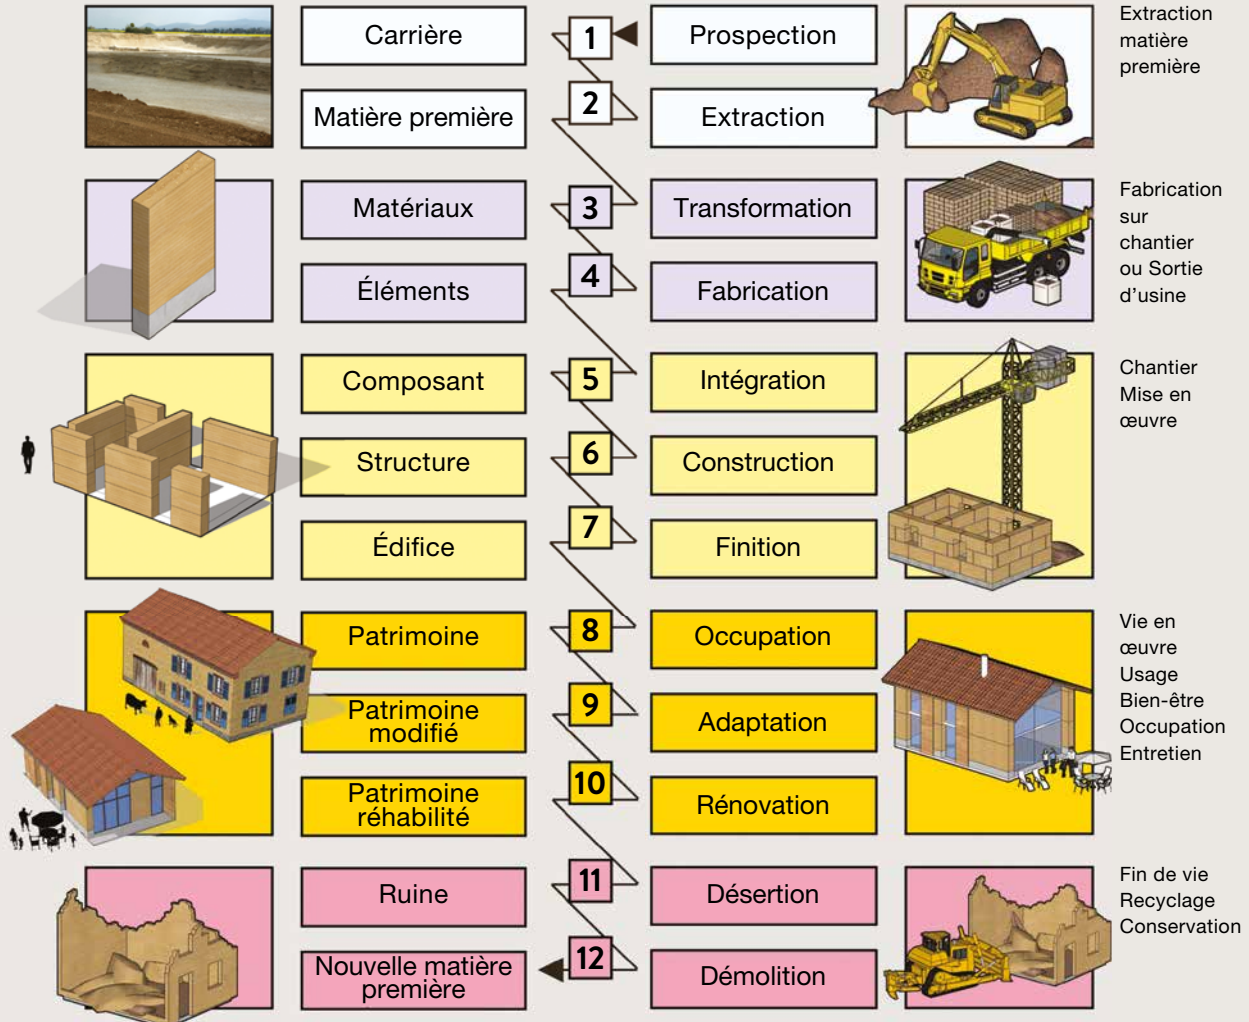 Carrière
1
Prospection
Extraction
matière
première
Matière première
2
Extraction
Matériaux
3
Transformation
Fabrication
sur
chantier
ou Sortie
d’usine
Éléments
4
Fabrication
Composant
5
Intégration
Chantier
Mise en
œuvre
Structure
6
Construction
Édifice
7
Finition
Patrimoine
8
Occupation
Vie en
œuvre
Usage
Bien-être
Occupation
Entretien
Patrimoine
modifié
9
Adaptation
Patrimoine
réhabilité
10
Rénovation
Ruine
11
Désertion
Fin de vie
Recyclage
Conservation
Nouvelle matière
première
12
Démolition